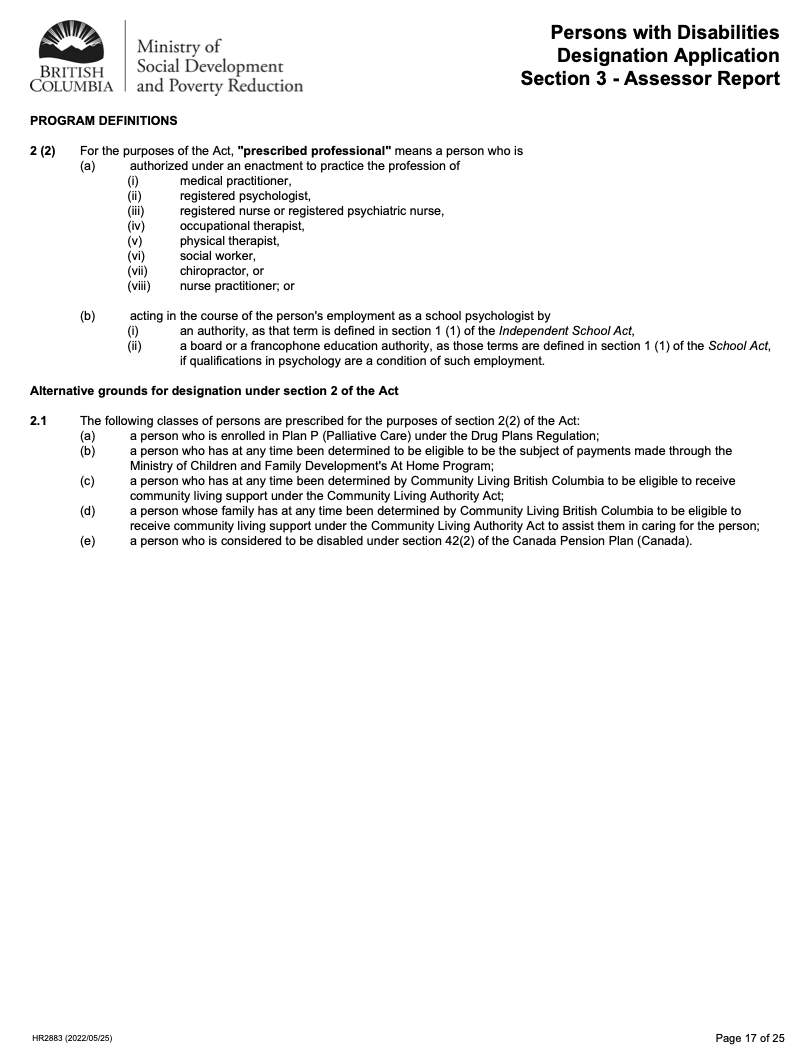 BRITISH
COLUMBIA
Ministry of
Social Development
and Poverty Reduction
Persons with Disabilities
Designation Application
Section 3 - Assessor Report
PROGRAM DEFINITIONS
2 (2) For the purposes of the Act, "prescribed professional" means a person who is
(a) authorized under an enactment to practice the profession of
(i) medical practitioner,
(ii) registered psychologist,
(iii) registered nurse or registered psychiatric nurse,
(iv) occupational therapist,
(v) physical therapist,
(vi) social worker,
(vii) chiropractor, or
(viii) nurse practitioner; or
(b) acting in the course of the person's employment as a school psychologist by
(i) an authority, as that term is defined in section 1 (1) of the Independent School Act,
(ii) a board or a francophone education authority, as those terms are defined in section 1 (1) of the School Act,
if qualifications in psychology are a condition of such employment.
Alternative grounds for designation under section 2 of the Act
2.1 The following classes of persons are prescribed for the purposes of section 2(2) of the Act:
(a) a person who is enrolled in Plan P (Palliative Care) under the Drug Plans Regulation;
(b) a person who has at any time been determined to be eligible to be the subject of payments made through the
Ministry of Children and Family Development's At Home Program;
(c) a person who has at any time been determined by Community Living British Columbia to be eligible to receive
community living support under the Community Living Authority Act;
(d) a person whose family has at any time been determined by Community Living British Columbia to be eligible to
receive community living support under the Community Living Authority Act to assist them in caring for the person;
(e) a person who is considered to be disabled under section 42(2) of the Canada Pension Plan (Canada).
HR2883 (2022/05/25)
Page 17 of 25